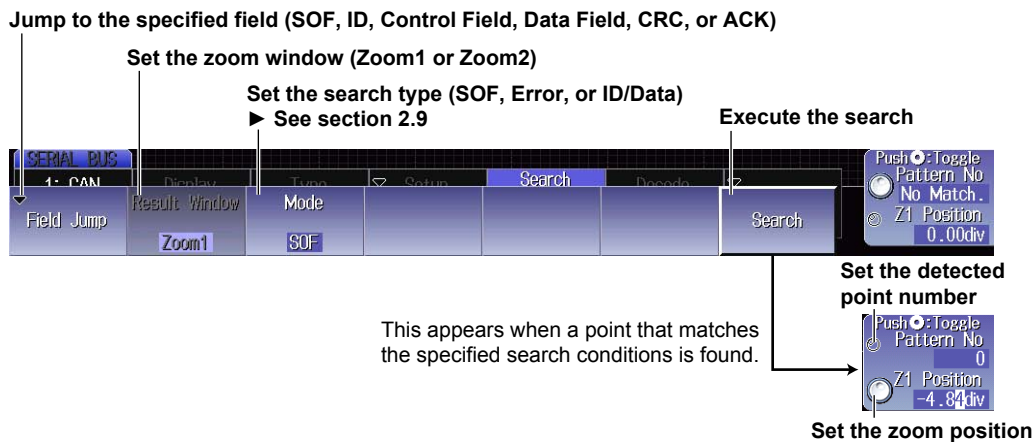 Jump to the specified field (SOF, ID, Control Field, Data Field, CRC, or ACK)
Set the zoom window (Zoom1 or Zoom2)
Set the search type (SOF, Error, or ID/Data)
► See section 2.9
Execute the search
SERIAL BUS
1: CAN
Display
Type
Setup
Search
Decode
Field Jump
Result Window
Zoom1
Mode
SOF
Search
Push:Toggle
Pattern No
No Match.
Z1 Position
0.00div
Set the detected
point number
This appears when a point that matches
the specified search conditions is found.
Push:Toggle
Pattern No
0
Z1 Position
-4.84div
Set the zoom position